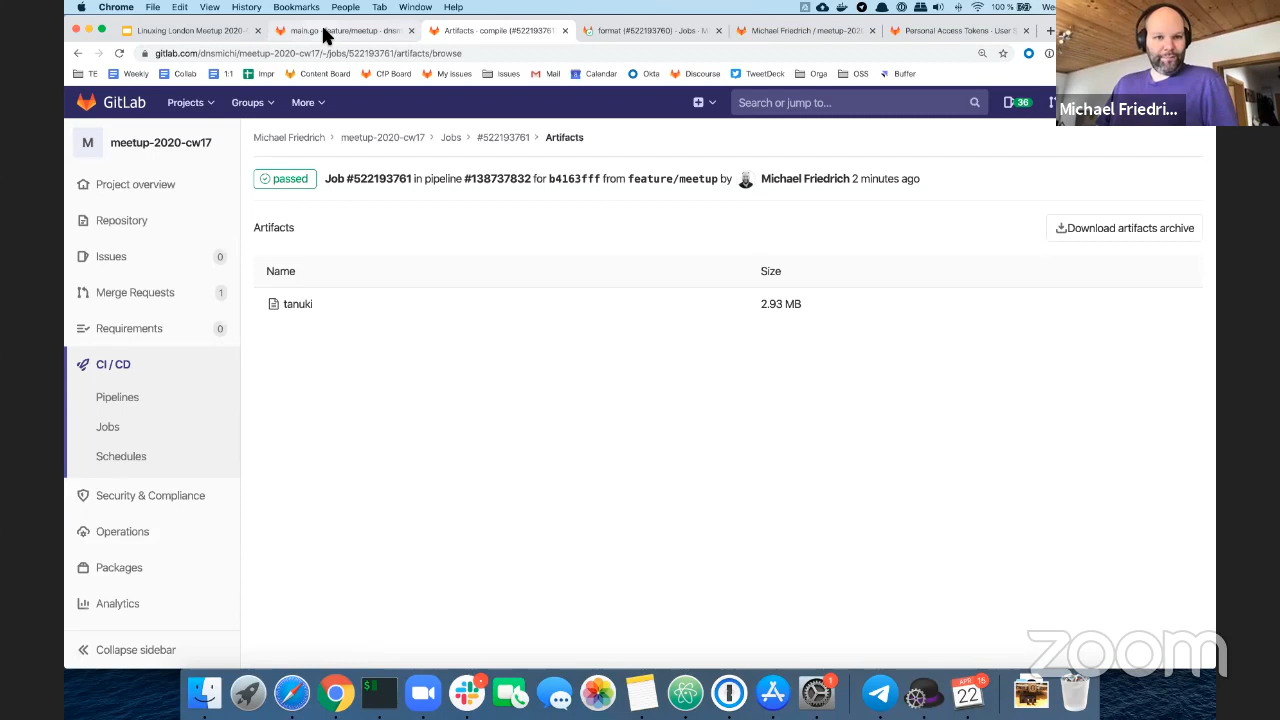 Chrome File Edit View History Bookmarks People Tab Window Help 100 %
Linuxing London Meetup 2020- main.go · feature/meetup · dnsm Artifacts · compile (#522193761) format (#522193760) · Jobs · M Michael Friedrich / meetup-2020 Personal Access Tokens · User S
gitlab.com/dnsmichi/meetup-2020-cw17/-/jobs/522193761/artifacts/browse
TE Weekly Collab 1:1 Impr Content Board CfP Board My issues Issues Mail Calendar Okta Discourse TweetDeck Orga OSS Buffer
GitLab Projects Groups More Search or jump to... 36
Michael Friedri...
M meetup-2020-cw17
Michael Friedrich › meetup-2020-cw17 › Jobs › #522193761 › Artifacts
Project overview
passed Job #522193761 in pipeline #138737832 for b4163fff from feature/meetup by Michael Friedrich 2 minutes ago
Repository
Artifacts Download artifacts archive
Issues 0
Name Size
Merge Requests 1
tanuki 2.93 MB
Requirements 0
CI / CD
Pipelines
Jobs
Schedules
Security & Compliance
Operations
Packages
Analytics
Collapse sidebar
zoom
$
1
APR 15
22